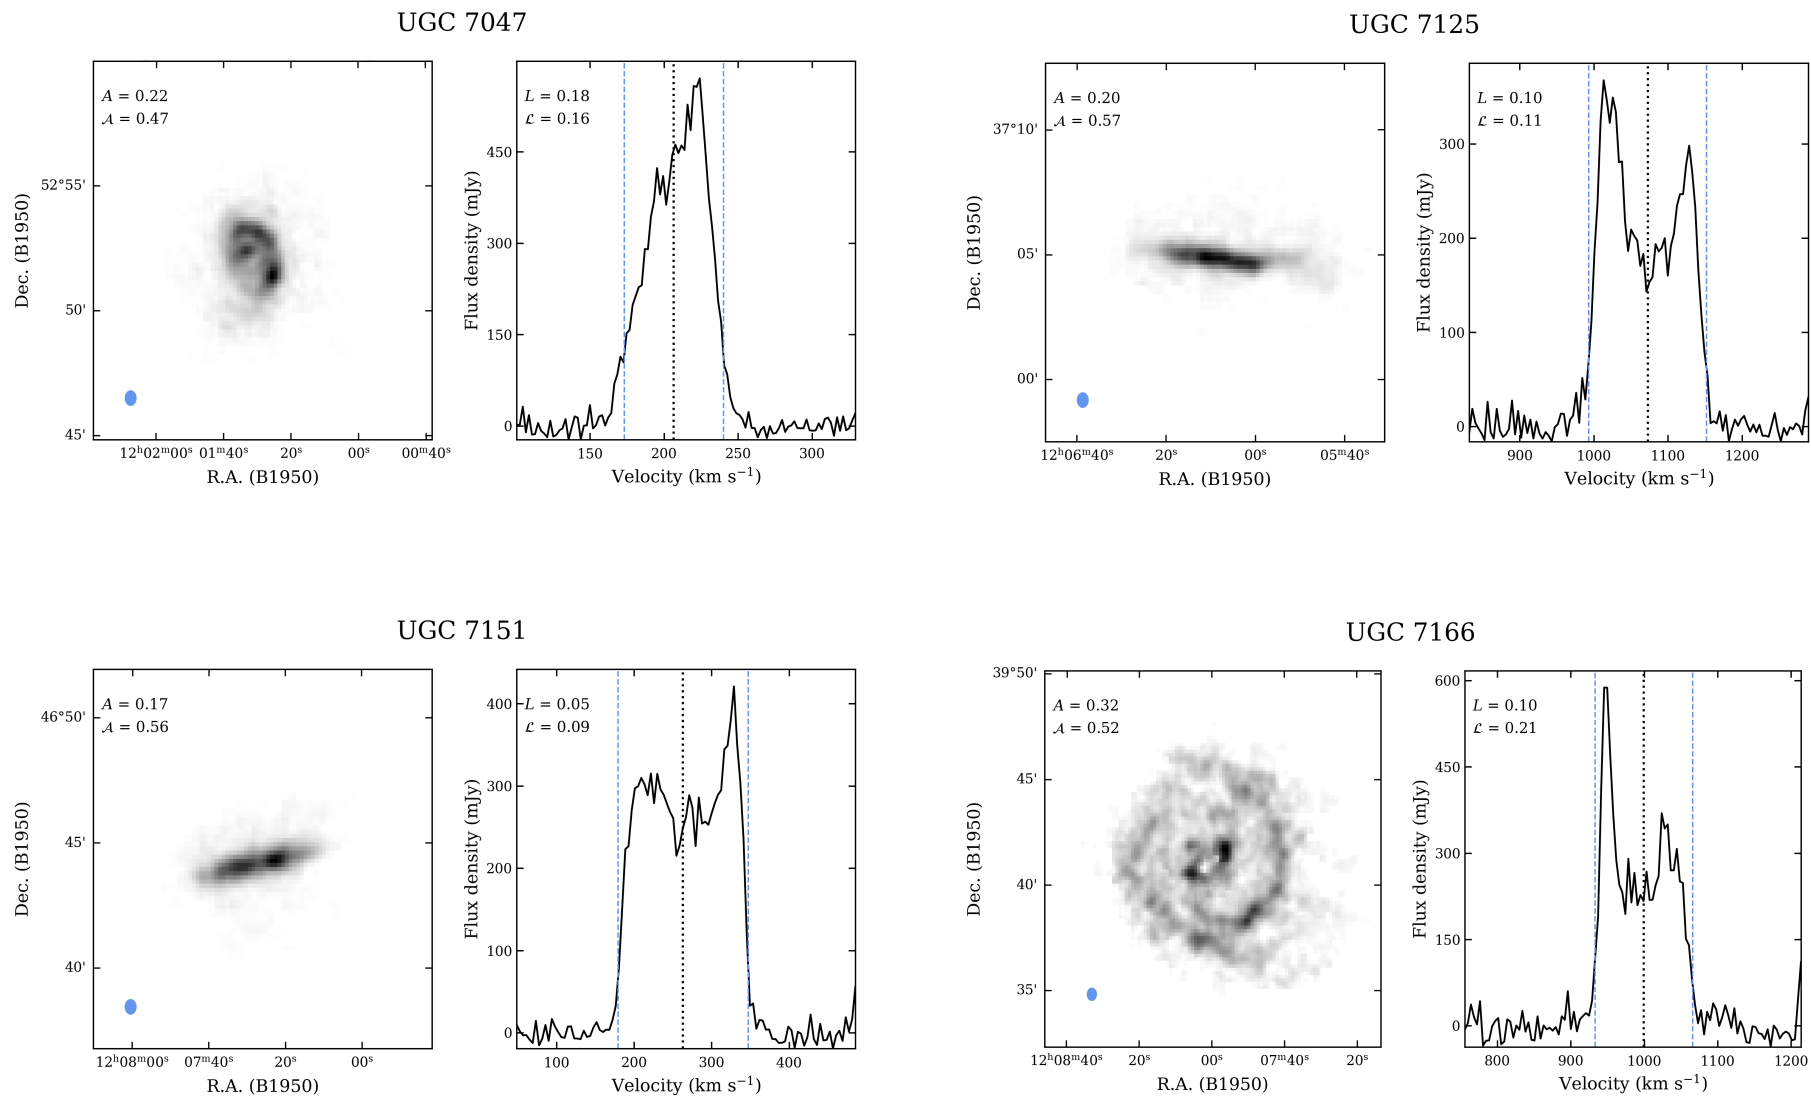 UGC 7047
A = 0.22
𝒜 = 0.47
52°55'
50'
45'
12ʰ02ᵐ00ˢ 01ᵐ40ˢ 20ˢ 00ˢ 00ᵐ40ˢ
R.A. (B1950)
Dec. (B1950)
L = 0.18
ℒ = 0.16
450
300
150
0
150 200 250 300
Velocity (km s⁻¹)
Flux density (mJy)
UGC 7125
A = 0.20
𝒜 = 0.57
37°10'
05'
00'
12ʰ06ᵐ40ˢ 20ˢ 00ˢ 05ᵐ40ˢ
R.A. (B1950)
Dec. (B1950)
L = 0.10
ℒ = 0.11
300
200
100
0
900 1000 1100 1200
Velocity (km s⁻¹)
Flux density (mJy)
UGC 7151
A = 0.17
𝒜 = 0.56
46°50'
45'
40'
12ʰ08ᵐ00ˢ 07ᵐ40ˢ 20ˢ 00ˢ
R.A. (B1950)
Dec. (B1950)
L = 0.05
ℒ = 0.09
400
300
200
100
0
100 200 300 400
Velocity (km s⁻¹)
Flux density (mJy)
UGC 7166
A = 0.32
𝒜 = 0.52
39°50'
45'
40'
35'
12ʰ08ᵐ40ˢ 20ˢ 00ˢ 07ᵐ40ˢ 20ˢ
R.A. (B1950)
Dec. (B1950)
L = 0.10
ℒ = 0.21
600
450
300
150
0
800 900 1000 1100 1200
Velocity (km s⁻¹)
Flux density (mJy)